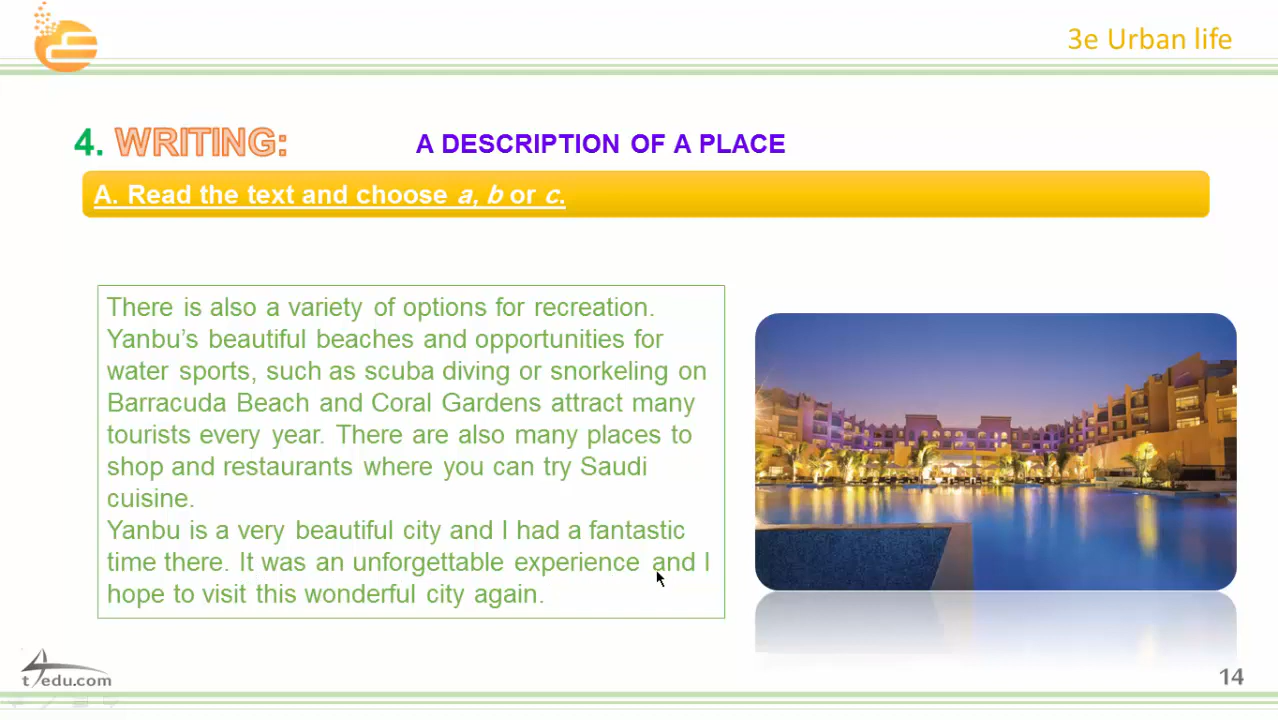 3e Urban life
4. WRITING:
A DESCRIPTION OF A PLACE
A. Read the text and choose a, b or c.
There is also a variety of options for recreation.
Yanbu’s beautiful beaches and opportunities for
water sports, such as scuba diving or snorkeling on
Barracuda Beach and Coral Gardens attract many
tourists every year. There are also many places to
shop and restaurants where you can try Saudi
cuisine.
Yanbu is a very beautiful city and I had a fantastic
time there. It was an unforgettable experience and I
hope to visit this wonderful city again.
t4edu.com
14